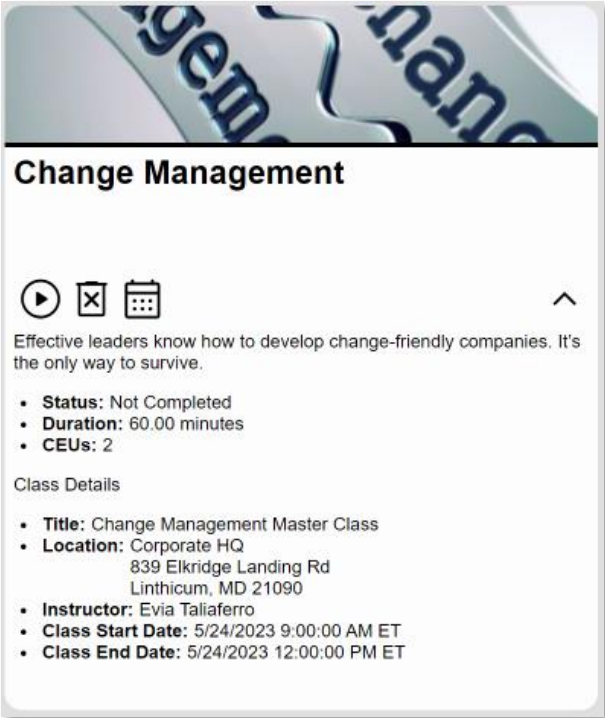 Change Management
Effective leaders know how to develop change-friendly companies. It's
the only way to survive.
• Status: Not Completed
• Duration: 60.00 minutes
• CEUs: 2
Class Details
• Title: Change Management Master Class
• Location: Corporate HQ
839 Elkridge Landing Rd
Linthicum, MD 21090
• Instructor: Evia Taliaferro
• Class Start Date: 5/24/2023 9:00:00 AM ET
• Class End Date: 5/24/2023 12:00:00 PM ET